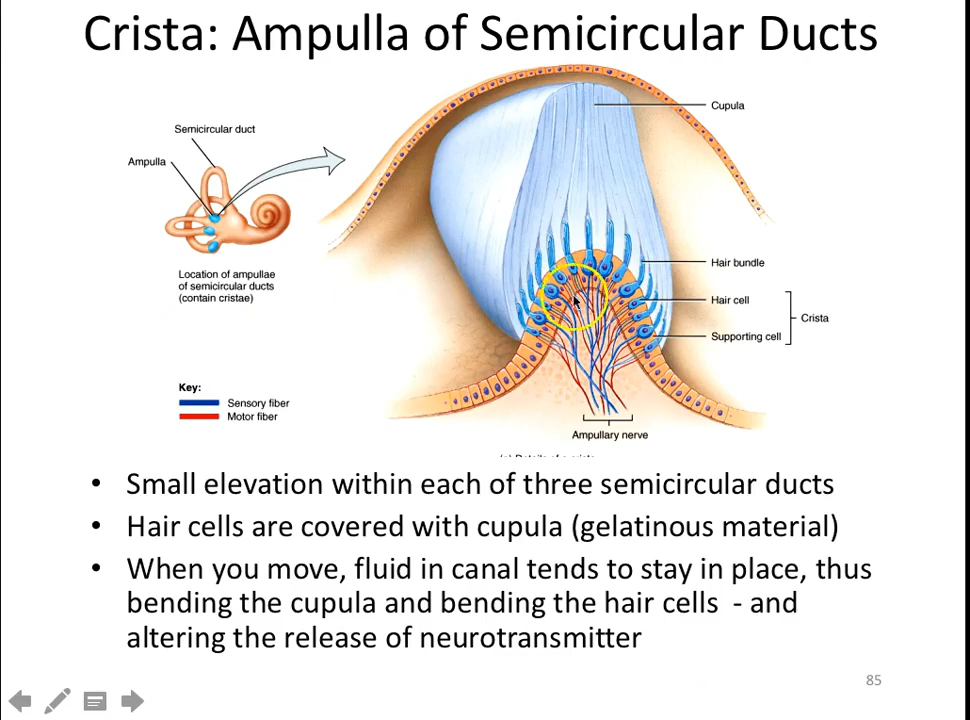 Crista: Ampulla of Semicircular Ducts
Cupula
Semicircular duct
Ampulla
Location of ampullae
of semicircular ducts
(contain cristae)
Hair bundle
Hair cell
Crista
Supporting cell
Key:
Sensory fiber
Motor fiber
Ampullary nerve
• Small elevation within each of three semicircular ducts
• Hair cells are covered with cupula (gelatinous material)
• When you move, fluid in canal tends to stay in place, thus
bending the cupula and bending the hair cells - and
altering the release of neurotransmitter
85